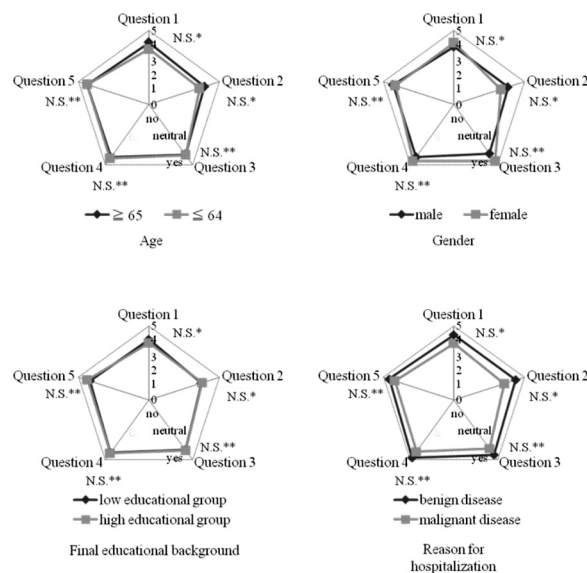 Question 1
5
N.S.*
4
3
Question 5
2
Question 2
N.S.**
1
N.S.*
0
no
neutral
N.S.**
yes
Question 4
Question 3
N.S.**
≧ 65
≦ 64
Age
Question 1
5
N.S.*
4
3
Question 5
2
Question 2
N.S.**
1
N.S.*
0
no
neutral
N.S.**
yes
Question 4
Question 3
N.S.**
male
female
Gender
Question 1
5
N.S.*
4
3
Question 5
2
Question 2
N.S.**
1
N.S.*
0
no
neutral
N.S.**
yes
Question 4
Question 3
N.S.**
low educational group
high educational group
Final educational background
Question 1
5
N.S.*
4
3
Question 5
2
Question 2
N.S.**
1
N.S.*
0
no
neutral
N.S.**
yes
Question 4
Question 3
N.S.**
benign disease
malignant disease
Reason for
hospitalization